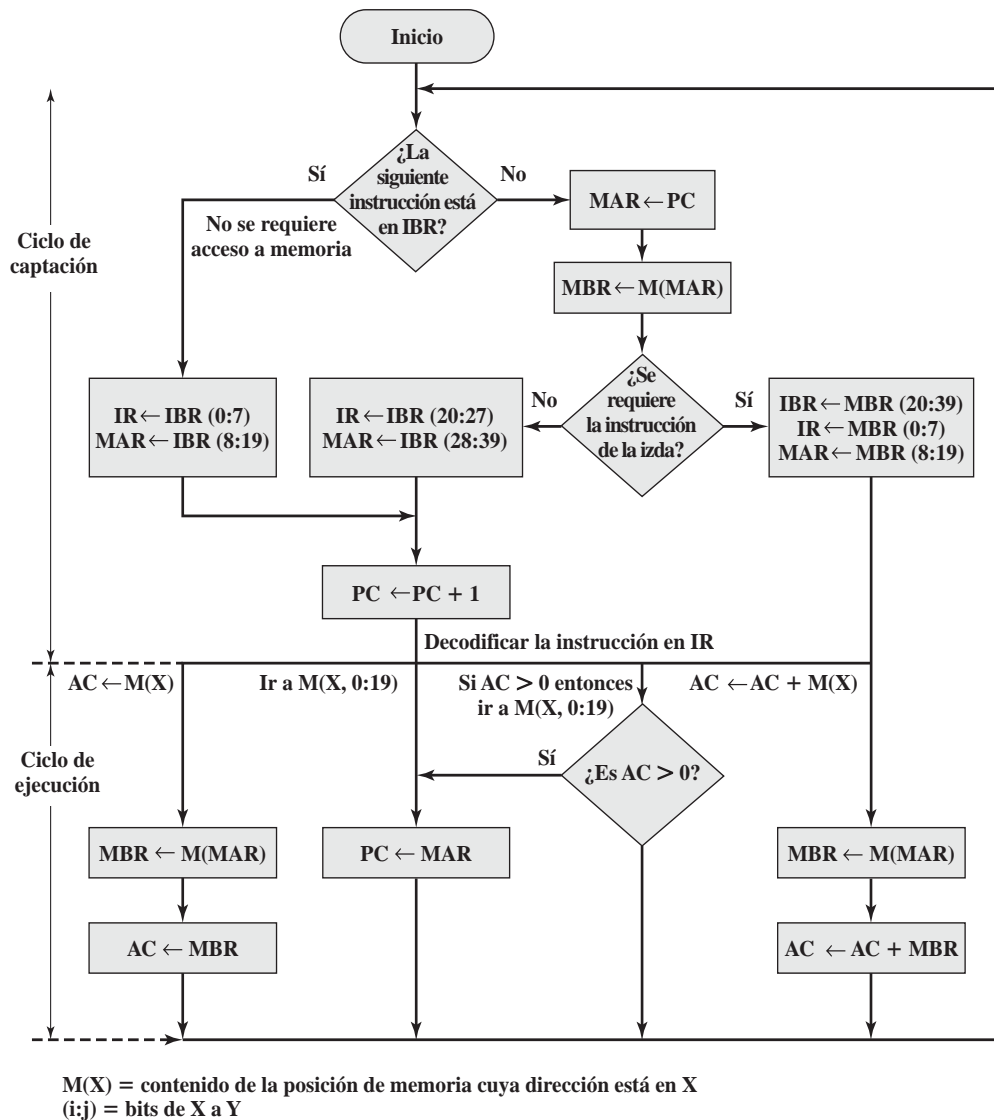 Inicio
¿La
siguiente
instrucción está
en IBR?
Sí
No
No se requiere
acceso a memoria
MAR ← PC
Ciclo de
captación
MBR ← M(MAR)
¿Se
requiere
la instrucción
de la izda?
No
Sí
IR ← IBR (0:7)
MAR ← IBR (8:19)
IR ← IBR (20:27)
MAR ← IBR (28:39)
IBR ← MBR (20:39)
IR ← MBR (0:7)
MAR ← MBR (8:19)
PC ← PC + 1
Decodificar la instrucción en IR
AC ← M(X)
Ir a M(X, 0:19)
Si AC > 0 entonces
ir a M(X, 0:19)
AC ← AC + M(X)
Ciclo de
ejecución
Sí
¿Es AC > 0?
MBR ← M(MAR)
PC ← MAR
MBR ← M(MAR)
AC ← MBR
AC ← AC + MBR
M(X) = contenido de la posición de memoria cuya dirección está en X
(i:j) = bits de X a Y